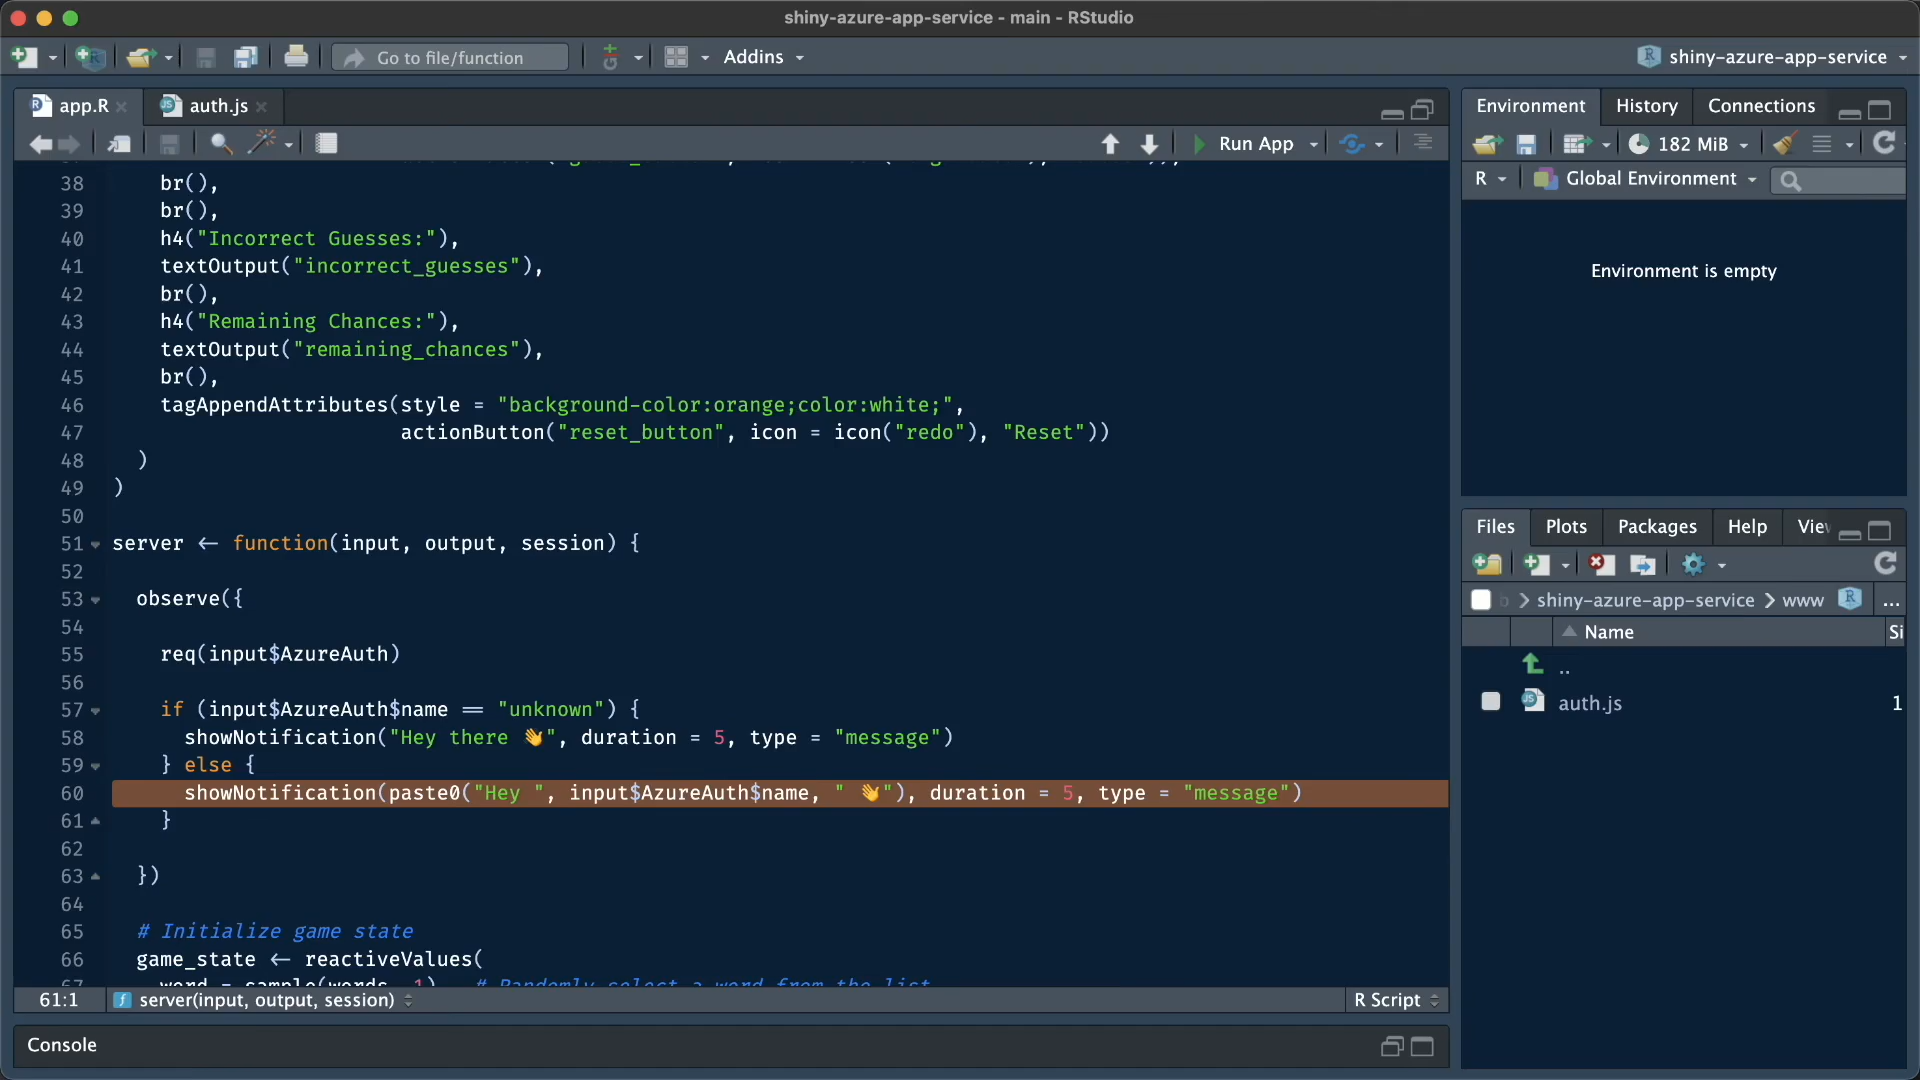 shiny-azure-app-service - main - RStudio
Go to file/function
Addins
shiny-azure-app-service
app.R
auth.js
Run App
38 br(),
39 br(),
40 h4("Incorrect Guesses:"),
41 textOutput("incorrect_guesses"),
42 br(),
43 h4("Remaining Chances:"),
44 textOutput("remaining_chances"),
45 br(),
46 tagAppendAttributes(style = "background-color:orange;color:white;",
47 actionButton("reset_button", icon = icon("redo"), "Reset"))
48 )
49 )
50
51 server <- function(input, output, session) {
52
53 observe({
54
55 req(input$AzureAuth)
56
57 if (input$AzureAuth$name == "unknown") {
58 showNotification("Hey there 👋", duration = 5, type = "message")
59 } else {
60 showNotification(paste0("Hey ", input$AzureAuth$name, " 👋"), duration = 5, type = "message")
61 }
62
63 })
64
65 # Initialize game state
66 game_state <- reactiveValues(
67 word = sample(words, 1) # Randomly select a word from the list
61:1 server(input, output, session) R Script
Console
Environment History Connections
182 MiB
R Global Environment
Environment is empty
Files Plots Packages Help
shiny-azure-app-service > www ...
Name
..
auth.js